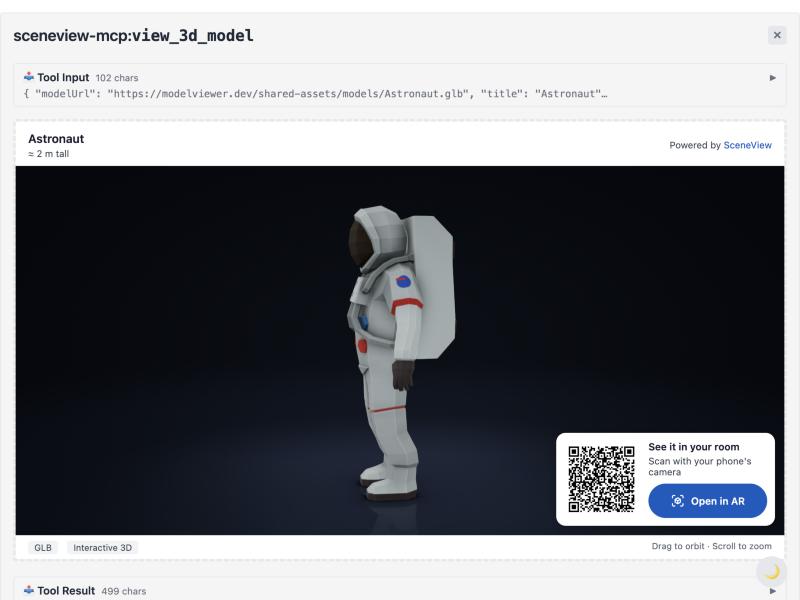 sceneview-mcp:view_3d_model
Tool Input 102 chars
{ "modelUrl": "https://modelviewer.dev/shared-assets/models/Astronaut.glb", "title": "Astronaut"…
Astronaut
≈ 2 m tall
Powered by SceneView
See it in your room
Scan with your phone's
camera
Open in AR
GLB
Interactive 3D
Drag to orbit · Scroll to zoom
Tool Result 499 chars